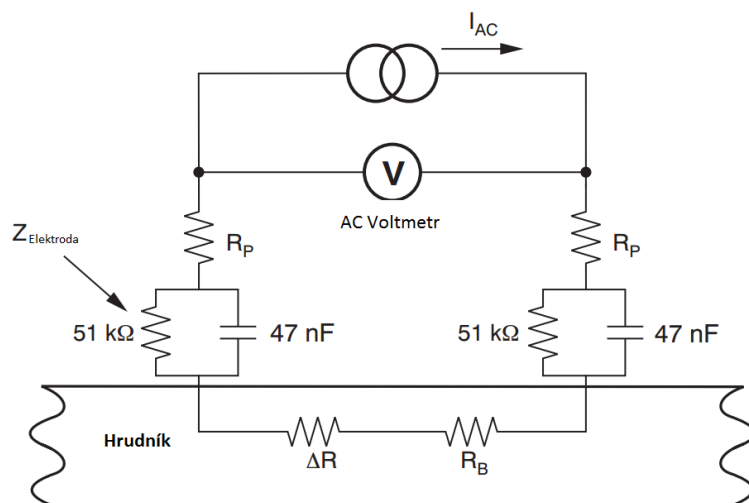 I_AC
V
AC Voltmetr
R_P
R_P
Z_Elektroda
51 kΩ
47 nF
51 kΩ
47 nF
Hrudník
ΔR
R_B